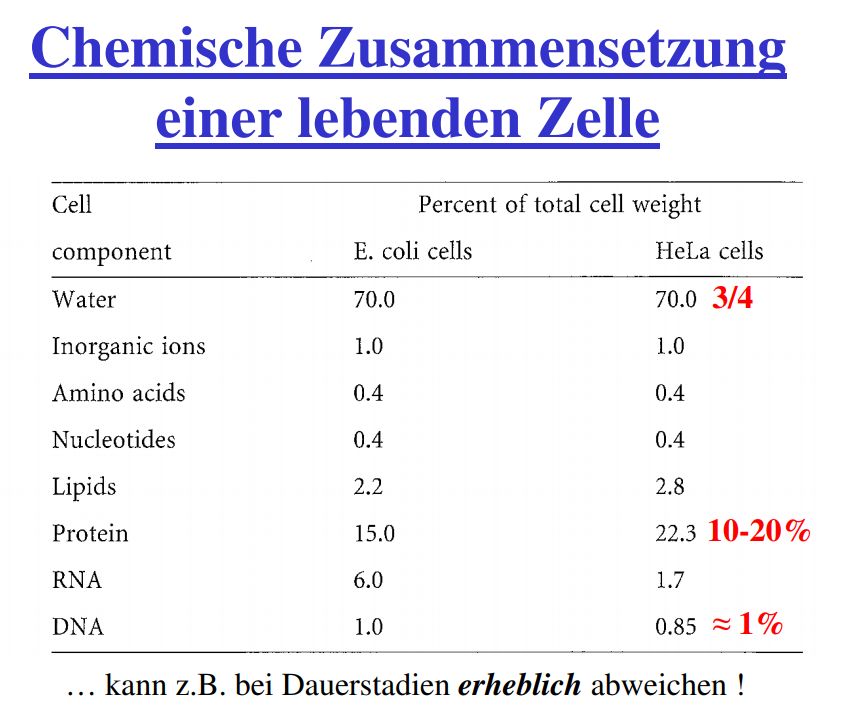 Chemische Zusammensetzung
einer lebenden Zelle
Cell Percent of total cell weight
component E. coli cells HeLa cells
Water 70.0 70.0 3/4
Inorganic ions 1.0 1.0
Amino acids 0.4 0.4
Nucleotides 0.4 0.4
Lipids 2.2 2.8
Protein 15.0 22.3 10-20%
RNA 6.0 1.7
DNA 1.0 0.85 ≈ 1%
… kann z.B. bei Dauerstadien erheblich abweichen !